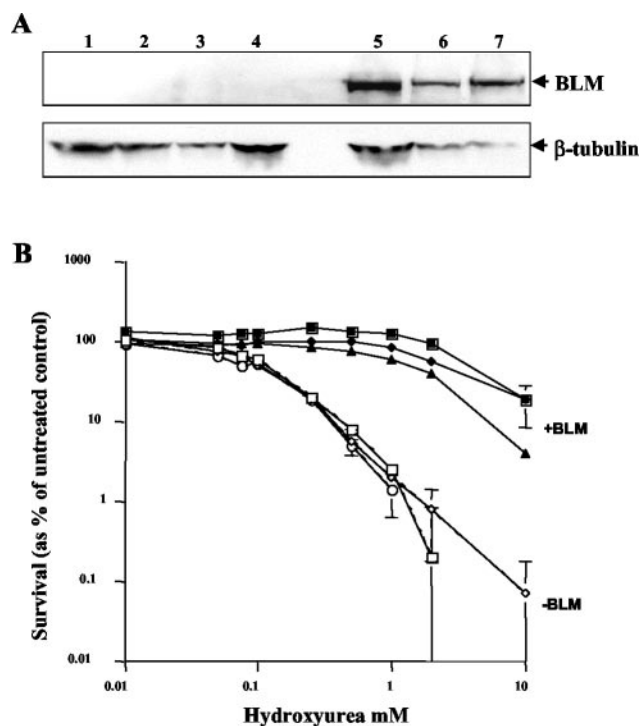 A
1 2 3 4 5 6 7
BLM
β-tubulin
B
Survival (as % of untreated control)
1000
100
10
1
0.1
0.01
+BLM
-BLM
0.01 0.1 1 10
Hydroxyurea mM